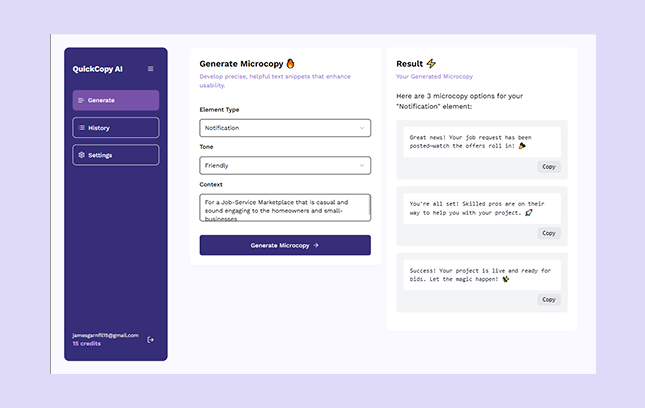 QuickCopy AI
Generate
History
Settings
jamesgarnfil15@gmail.com
15 credits
Generate Microcopy 🔥
Develop precise, helpful text snippets that enhance
usability.
Element Type
Notification
Tone
Friendly
Context
For a Job-Service Marketplace that is casual and
sound engaging to the homeowners and small-
businesses
Generate Microcopy →
Result ⚡
Your Generated Microcopy
Here are 3 microcopy options for your
"Notification" element:
Great news! Your job request has been
posted—watch the offers roll in! 🎉
Copy
You're all set! Skilled pros are on their
way to help you with your project. 🚀
Copy
Success! Your project is live and ready for
bids. Let the magic happen! ✨
Copy